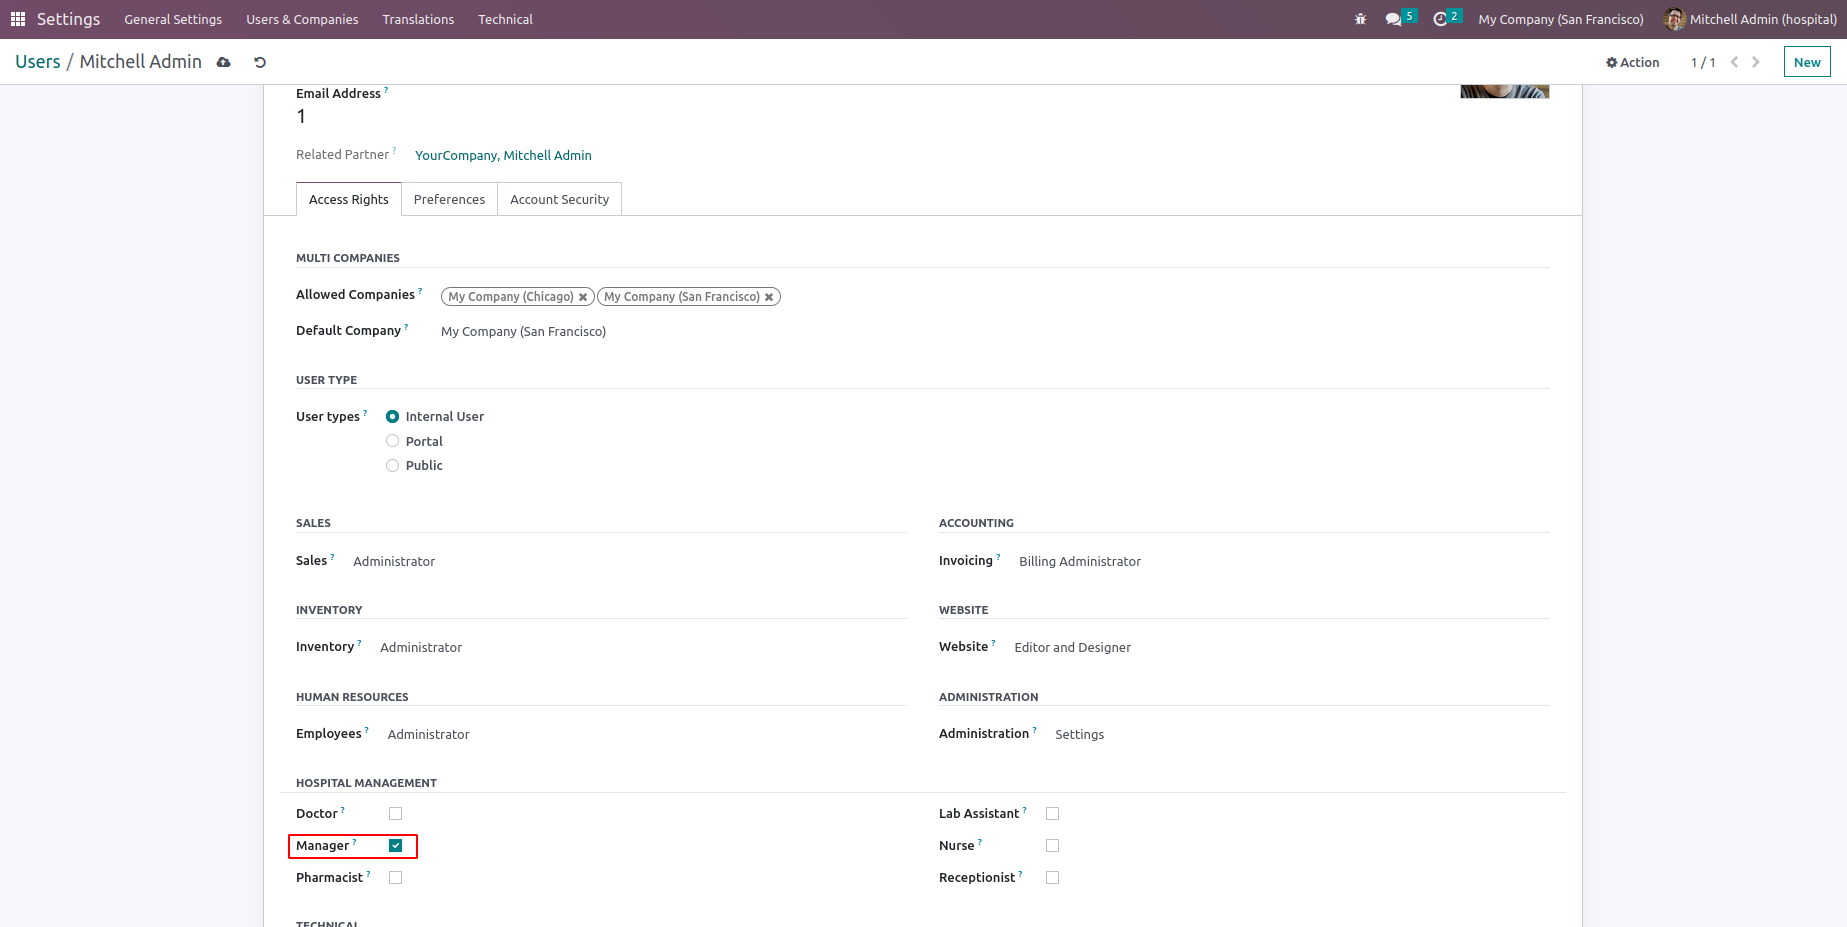 Settings General Settings Users & Companies Translations Technical 5 2 My Company (San Francisco) Mitchell Admin (hospital)
Users / Mitchell Admin Action 1 / 1 New
Email Address ?
1
Related Partner ? YourCompany, Mitchell Admin
Access Rights Preferences Account Security
MULTI COMPANIES
Allowed Companies ? My Company (Chicago) ✖ My Company (San Francisco) ✖
Default Company ? My Company (San Francisco)
USER TYPE
User types ? Internal User
Portal
Public
SALES ACCOUNTING
Sales ? Administrator Invoicing ? Billing Administrator
INVENTORY WEBSITE
Inventory ? Administrator Website ? Editor and Designer
HUMAN RESOURCES ADMINISTRATION
Employees ? Administrator Administration ? Settings
HOSPITAL MANAGEMENT
Doctor ? Lab Assistant ?
Manager ? Nurse ?
Pharmacist ? Receptionist ?
TECHNICAL